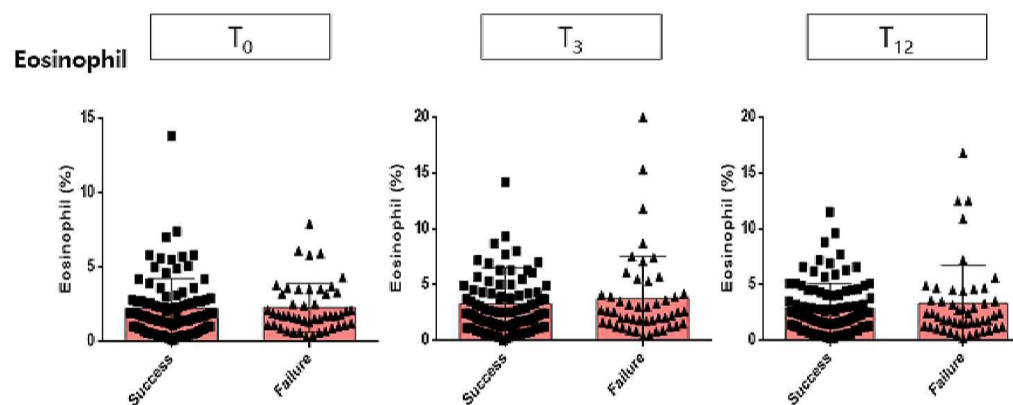 T₀
T₃
T₁₂
Eosinophil
Eosinophil (%)
15
10
5
0
Success
Failure
Eosinophil (%)
20
15
10
5
0
Success
Failure
Eosinophil (%)
20
15
10
5
0
Success
Failure